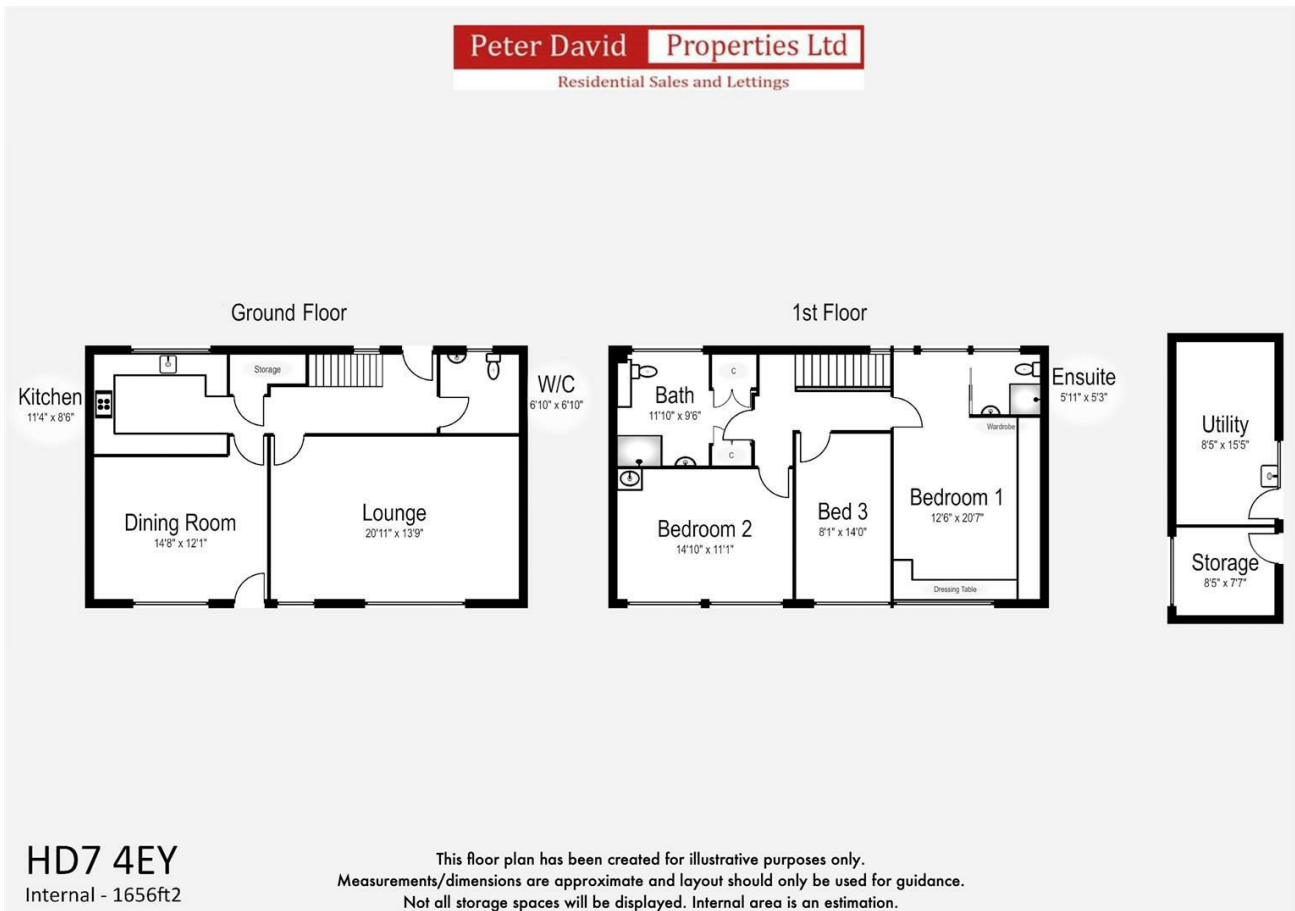 Peter David Properties Ltd
Residential Sales and Lettings
Ground Floor
Kitchen
11'4" x 8'6"
Storage
W/C
6'10" x 6'10"
Dining Room
14'8" x 12'1"
Lounge
20'11" x 13'9"
1st Floor
Bath
11'10" x 9'6"
C
C
Ensuite
5'11" x 5'3"
Wardrobe
Bedroom 1
12'6" x 20'7"
Bedroom 2
14'10" x 11'1"
Bed 3
8'1" x 14'0"
Dressing Table
Utility
8'5" x 15'5"
Storage
8'5" x 7'7"
HD7 4EY
Internal - 1656ft2
This floor plan has been created for illustrative purposes only.
Measurements/dimensions are approximate and layout should only be used for guidance.
Not all storage spaces will be displayed. Internal area is an estimation.